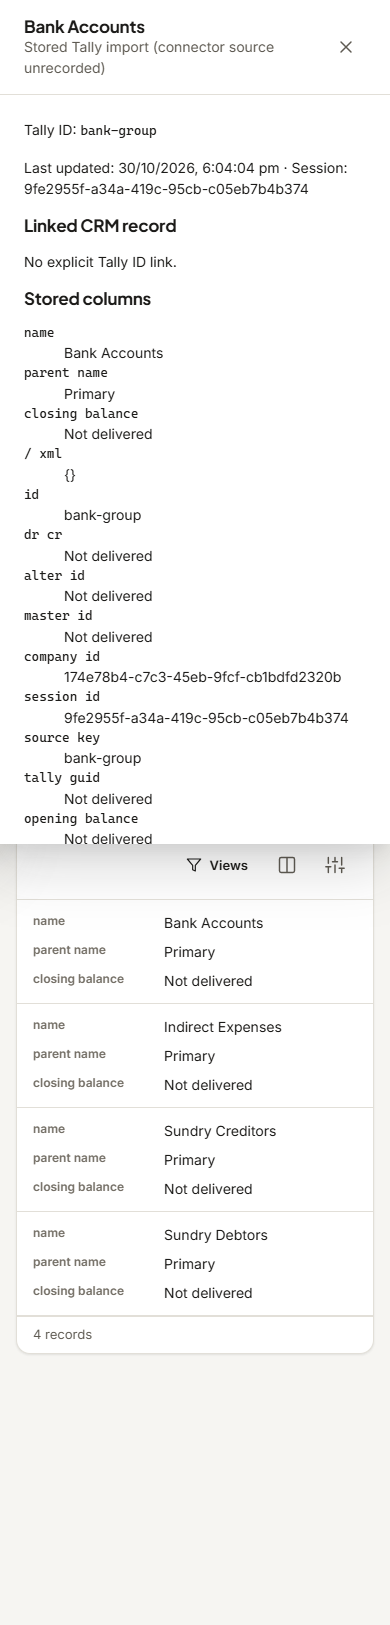 Bank Accounts
Stored Tally import (connector source
unrecorded)
Tally ID: bank-group
Last updated: 30/10/2026, 6:04:04 pm · Session:
9fe2955f-a34a-419c-95cb-c05eb7b4b374
Linked CRM record
No explicit Tally ID link.
Stored columns
name
Bank Accounts
parent name
Primary
closing balance
Not delivered
/ xml
{}
id
bank-group
dr cr
Not delivered
alter id
Not delivered
master id
Not delivered
company id
174e78b4-c7c3-45eb-9fcf-cb1bdfd2320b
session id
9fe2955f-a34a-419c-95cb-c05eb7b4b374
source key
bank-group
tally guid
Not delivered
opening balance
Not delivered
Views
name Bank Accounts
parent name Primary
closing balance Not delivered
name Indirect Expenses
parent name Primary
closing balance Not delivered
name Sundry Creditors
parent name Primary
closing balance Not delivered
name Sundry Debtors
parent name Primary
closing balance Not delivered
4 records